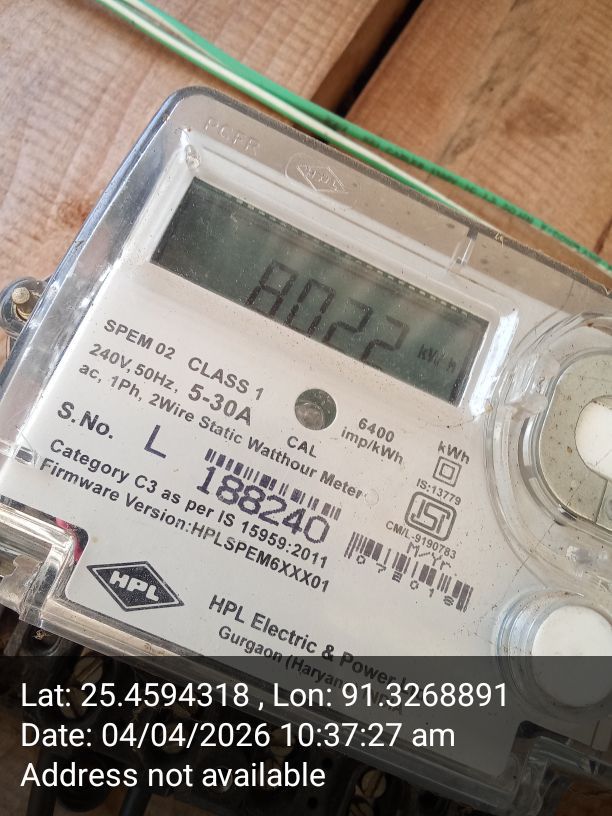 8022 kWh
SPEM 02 CLASS 1
240V, 50Hz, 5-30A
CAL
6400
imp/kWh
kWh
ac, 1Ph, 2Wire Static Watthour Meter
IS:13779
S.No. L
188240
CM/L-9190783
M/Yr.
072018
Category C3 as per IS 15959:2011
Firmware Version:HPLSPEM6XXX01
HPL
HPL Electric & Power
Gurgaon (Haryana
Lat: 25.4594318 , Lon: 91.3268891
Date: 04/04/2026 10:37:27 am
Address not available